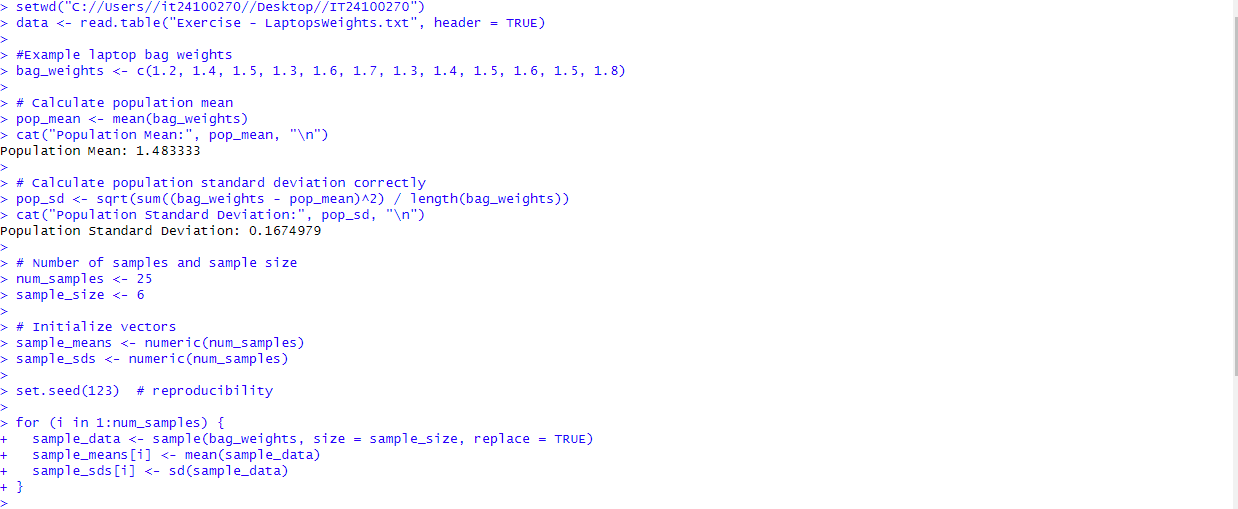 > setwd("C://Users//it24100270//Desktop//IT24100270")
> data <- read.table("Exercise - LaptopsWeights.txt", header = TRUE)
>
> #Example laptop bag weights
> bag_weights <- c(1.2, 1.4, 1.5, 1.3, 1.6, 1.7, 1.3, 1.4, 1.5, 1.6, 1.5, 1.8)
>
> # Calculate population mean
> pop_mean <- mean(bag_weights)
> cat("Population Mean:", pop_mean, "\n")
Population Mean: 1.483333
>
> # Calculate population standard deviation correctly
> pop_sd <- sqrt(sum((bag_weights - pop_mean)^2) / length(bag_weights))
> cat("Population Standard Deviation:", pop_sd, "\n")
Population Standard Deviation: 0.1674979
>
> # Number of samples and sample size
> num_samples <- 25
> sample_size <- 6
>
> # Initialize vectors
> sample_means <- numeric(num_samples)
> sample_sds <- numeric(num_samples)
>
> set.seed(123)  # reproducibility
>
> for (i in 1:num_samples) {
+   sample_data <- sample(bag_weights, size = sample_size, replace = TRUE)
+   sample_means[i] <- mean(sample_data)
+   sample_sds[i] <- sd(sample_data)
+ }
>